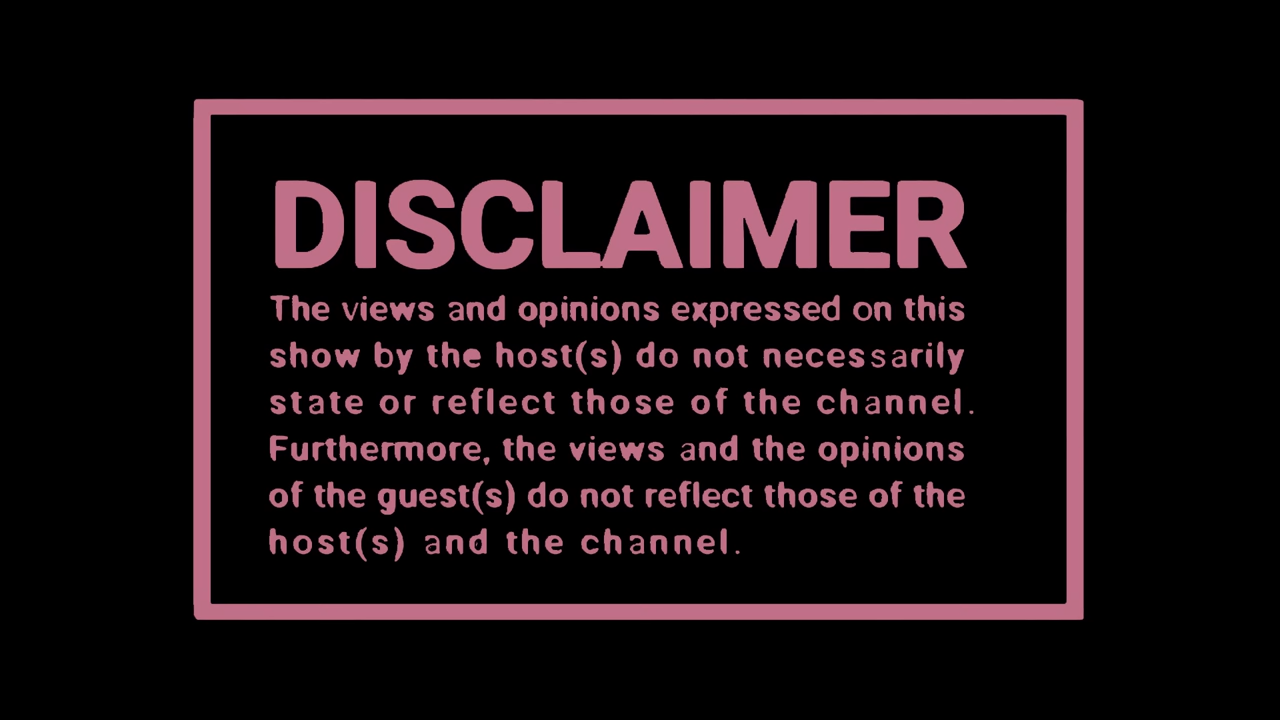 DISCLAIMER
The views and opinions expressed on this
show by the host(s) do not necessarily
state or reflect those of the channel.
Furthermore, the views and the opinions
of the guest(s) do not reflect those of the
host(s) and the channel.